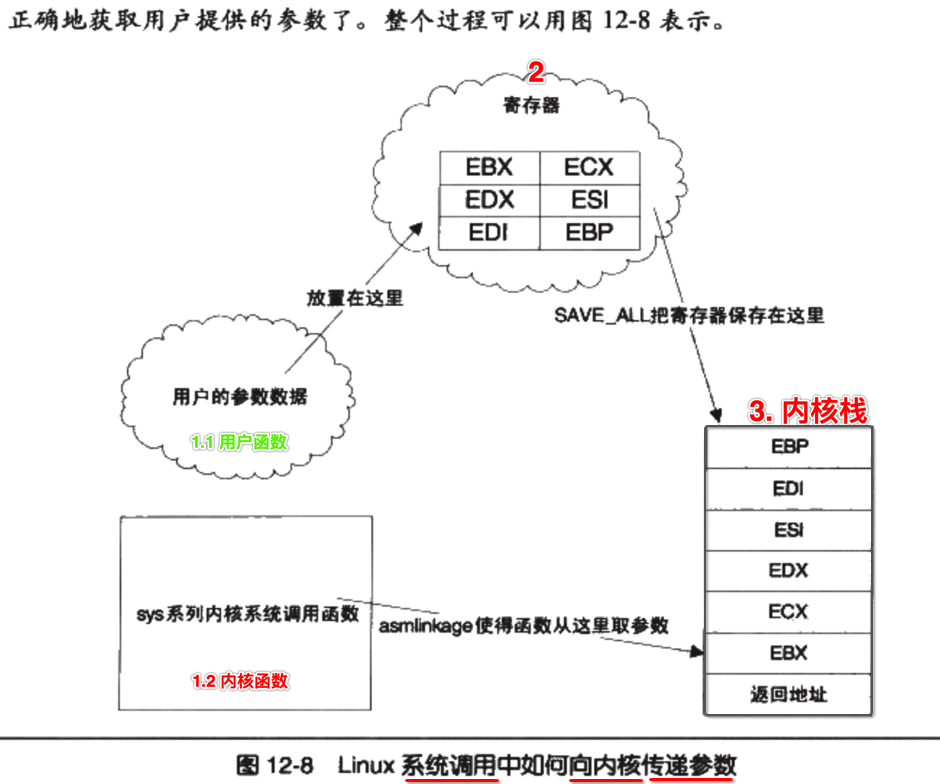 正确地获取用户提供的参数了。整个过程可以用图 12-8 表示。
2
寄存器
EBX ECX
EDX ESI
EDI EBP
放置在这里
SAVE_ALL把寄存器保存在这里
用户的参数数据
1.1 用户函数
3. 内核栈
EBP
EDI
ESI
EDX
ECX
EBX
返回地址
sys系列内核系统调用函数
asmlinkage使得函数从这里取参数
1.2 内核函数
图 12-8 Linux 系统调用中如何向内核传递参数